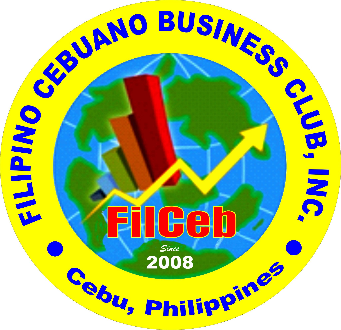 FILIPINO CEBUANO BUSINESS CLUB, INC.
FilCeb
Since
2008
Cebu, Philippines